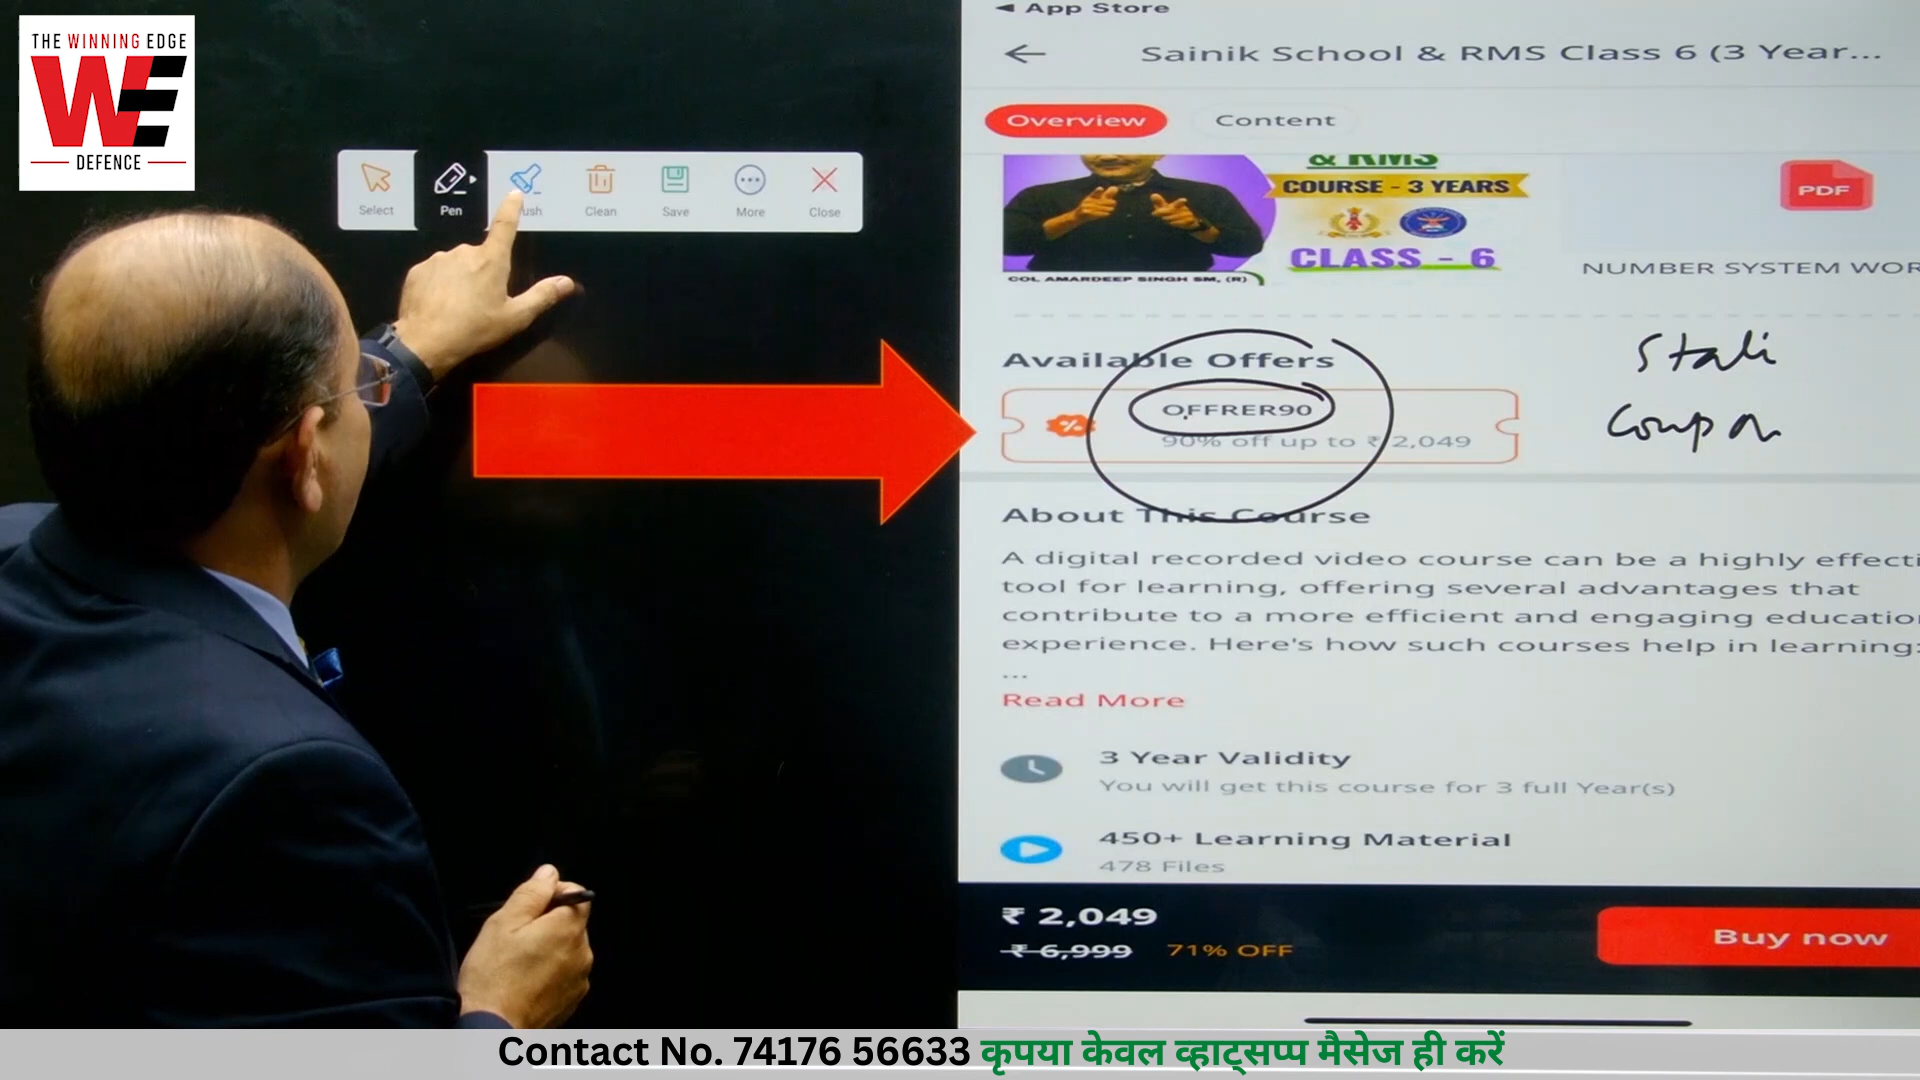 THE WINNING EDGE
WE
DEFENCE
Select
Pen
Clean
Save
More
Close
App Store
Sainik School & RMS Class 6 (3 Year...
Overview
Content
& RMS
COURSE - 3 YEARS
CLASS - 6
COL AMARDEEP SINGH SM, (R)
PDF
NUMBER SYSTEM WOR
Available Offers
OFFRER90
90% off up to ₹ 2,049
Coupon
About This Course
A digital recorded video course can be a highly effecti
tool for learning, offering several advantages that
contribute to a more efficient and engaging educatio
experience. Here's how such courses help in learning:
...
Read More
3 Year Validity
You will get this course for 3 full Year(s)
450+ Learning Material
478 Files
₹ 2,049
₹ 6,999 71% OFF
Buy now
Contact No. 74176 56633 कृपया केवल व्हाट्सप्प मैसेज ही करें